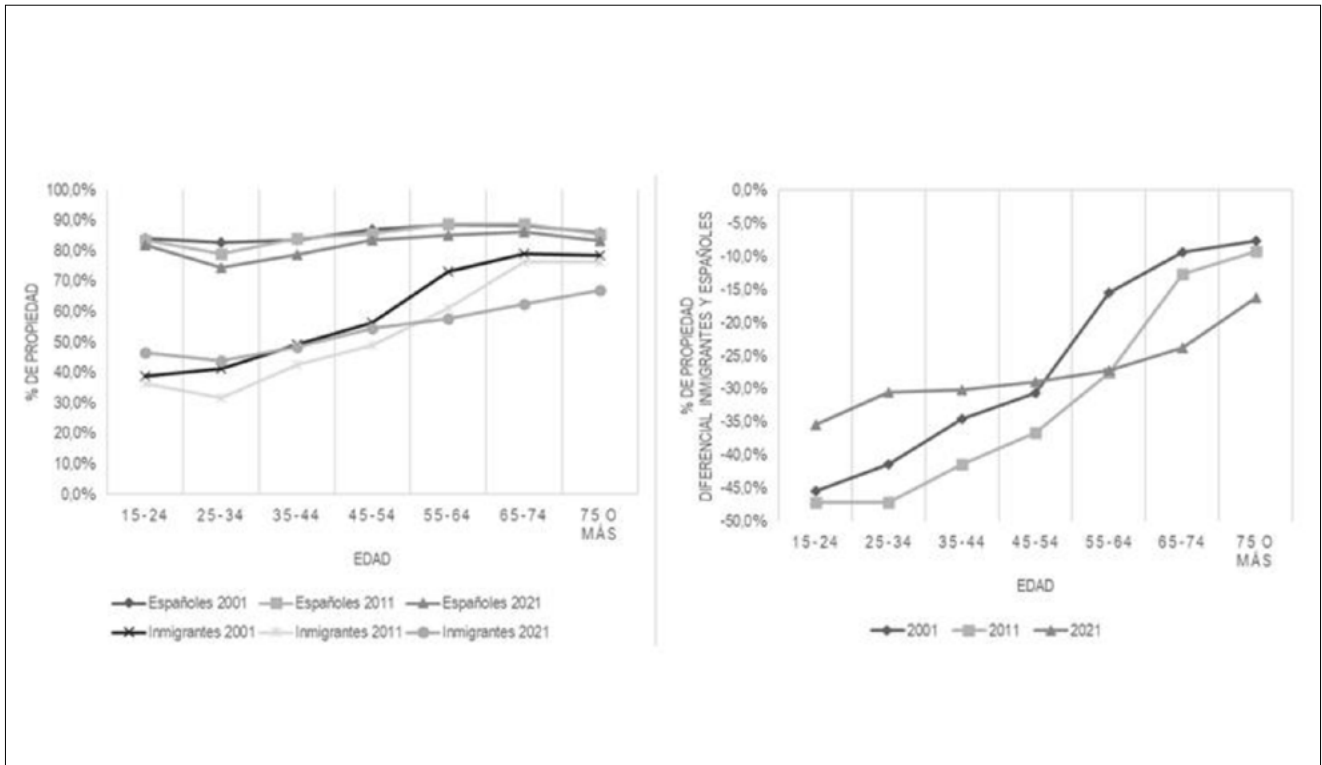 100,0%
90,0%
80,0%
70,0%
60,0%
50,0%
40,0%
30,0%
20,0%
10,0%
0,0%
% DE PROPIEDAD
15-24 25-34 35-44 45-54 55-64 65-74 75 O
MÁS
EDAD
Españoles 2001 Españoles 2011 Españoles 2021
Inmigrantes 2001 Inmigrantes 2011 Inmigrantes 2021
0,0%
-5,0%
-10,0%
-15,0%
-20,0%
-25,0%
-30,0%
-35,0%
-40,0%
-45,0%
-50,0%
% DE PROPIEDAD
DIFERENCIAL INMIGRANTES Y ESPAÑOLES
15-24 25-34 35-44 45-54 55-64 65-74 75 O
MÁS
EDAD
2001 2011 2021